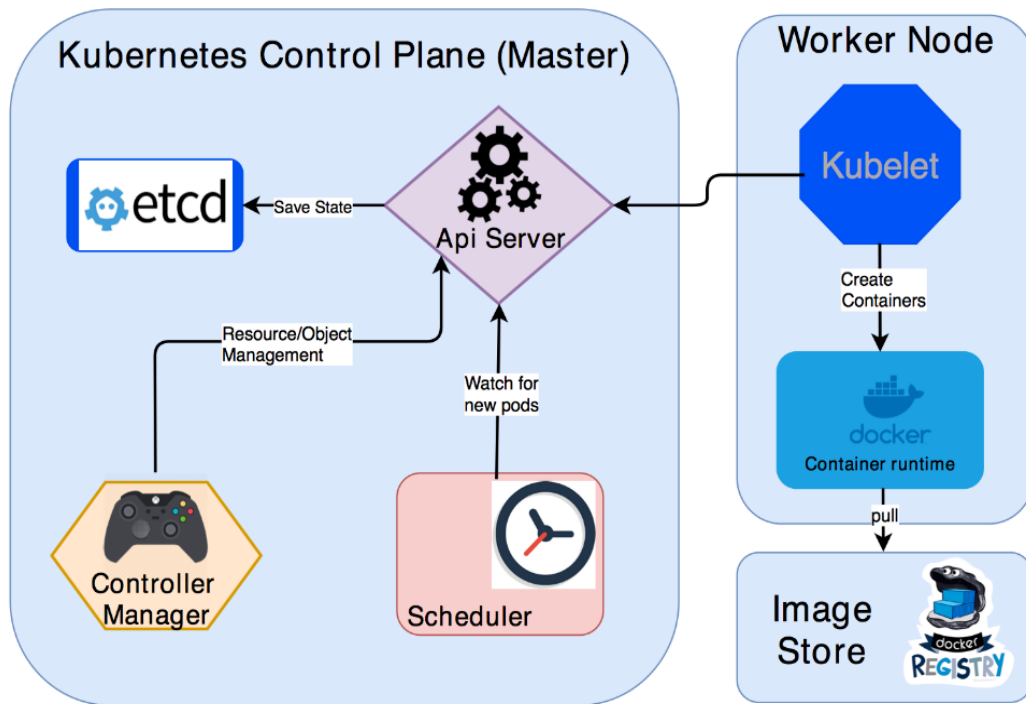 Kubernetes Control Plane (Master)
etcd
Save State
Api Server
Resource/Object
Management
Watch for
new pods
Controller
Manager
Scheduler
Worker Node
Kubelet
Create
Containers
docker
Container runtime
pull
Image
Store
docker
REGISTRY